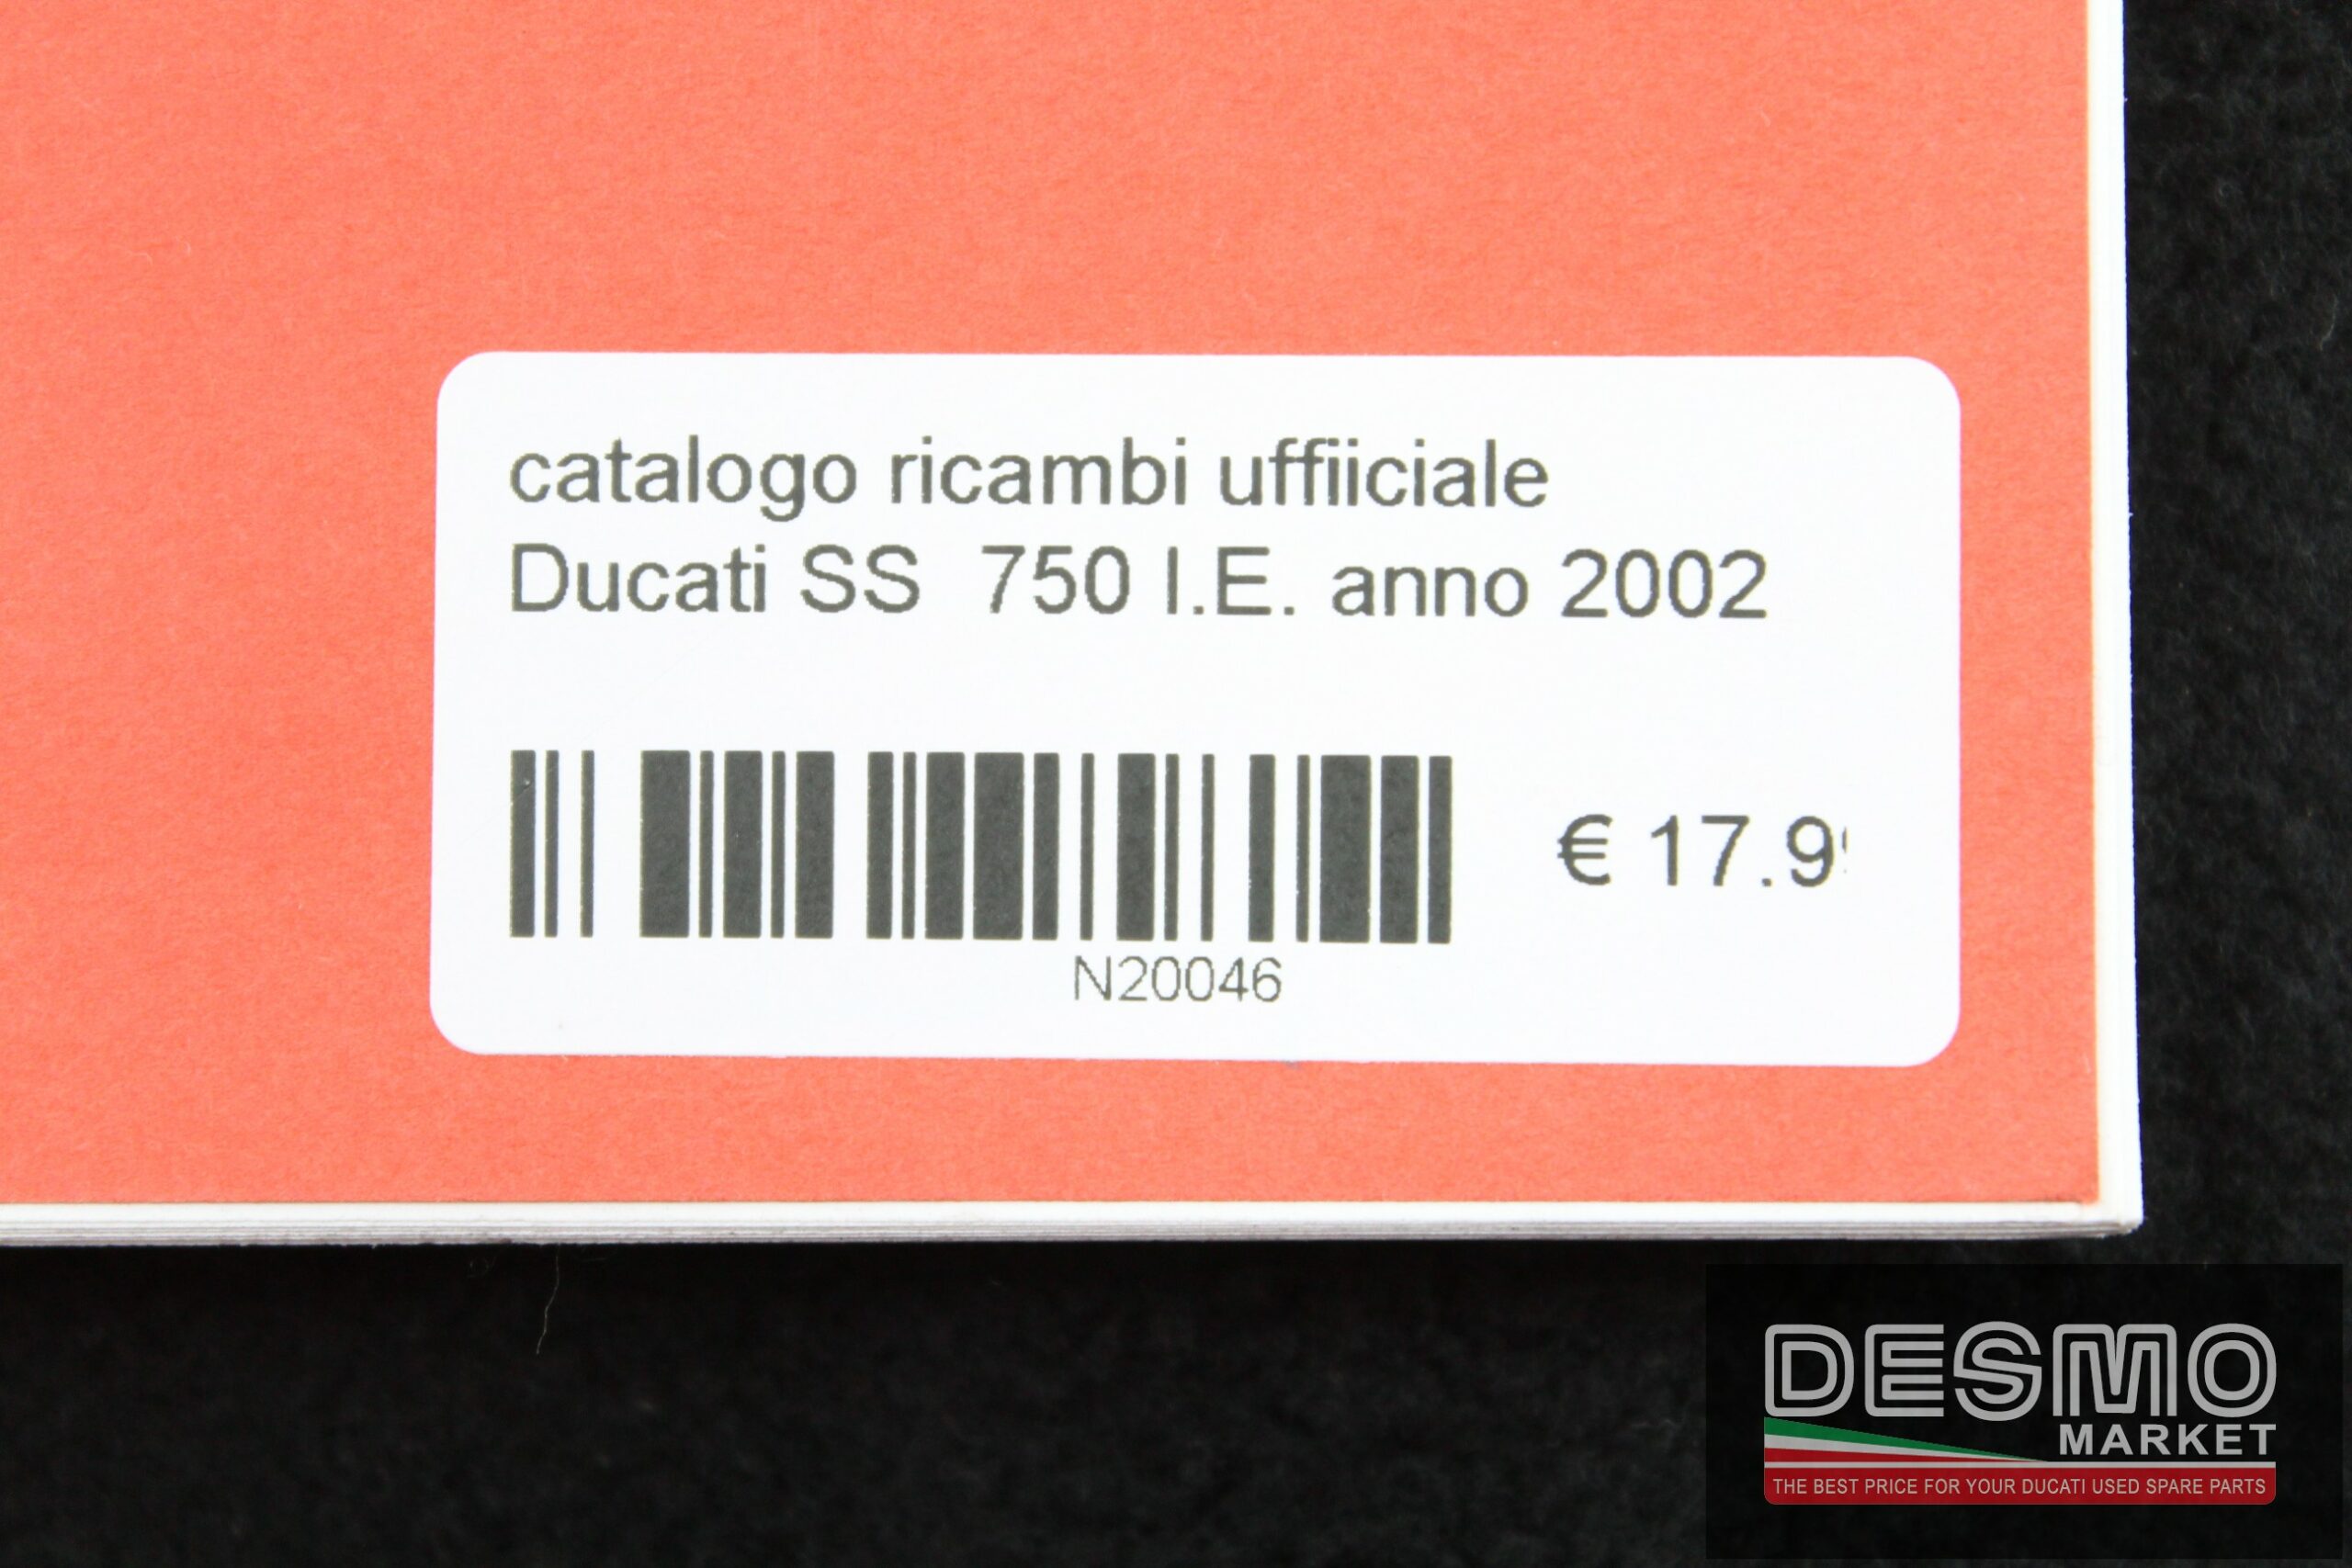 catalogo ricambi uffiiciale
Ducati SS  750 I.E. anno 2002
€ 17.9
N20046
DESMO
MARKET
THE BEST PRICE FOR YOUR DUCATI USED SPARE PARTS